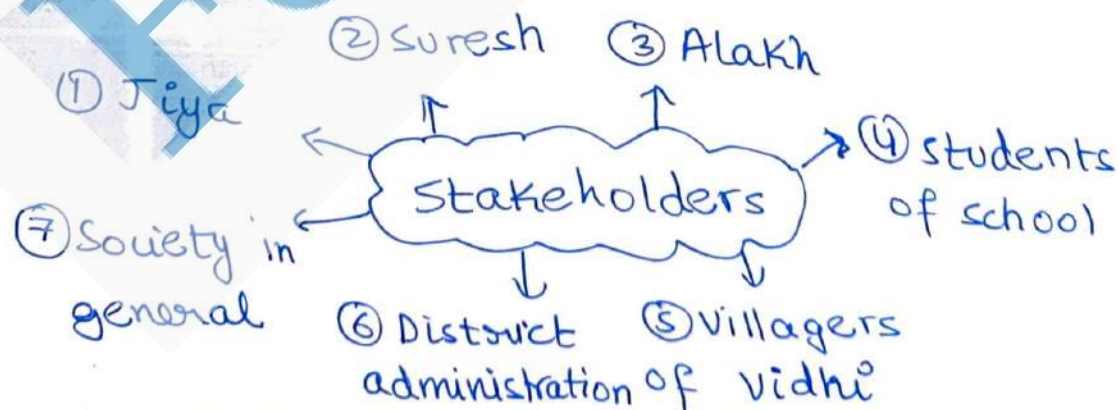 ② Suresh ③ Alakh
① Jiya
④ students
of school
Stakeholders
⑦ Society in
general
⑥ District ⑤ villagers
administration of vidhi